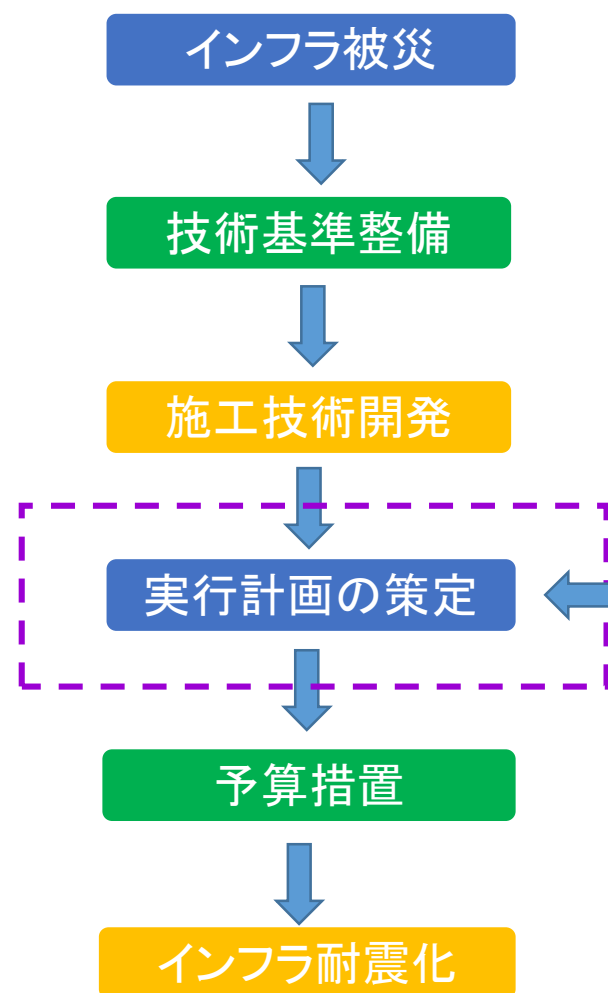 インフラ被災
技術基準整備
施工技術開発
実行計画の策定
予算措置
インフラ耐震化